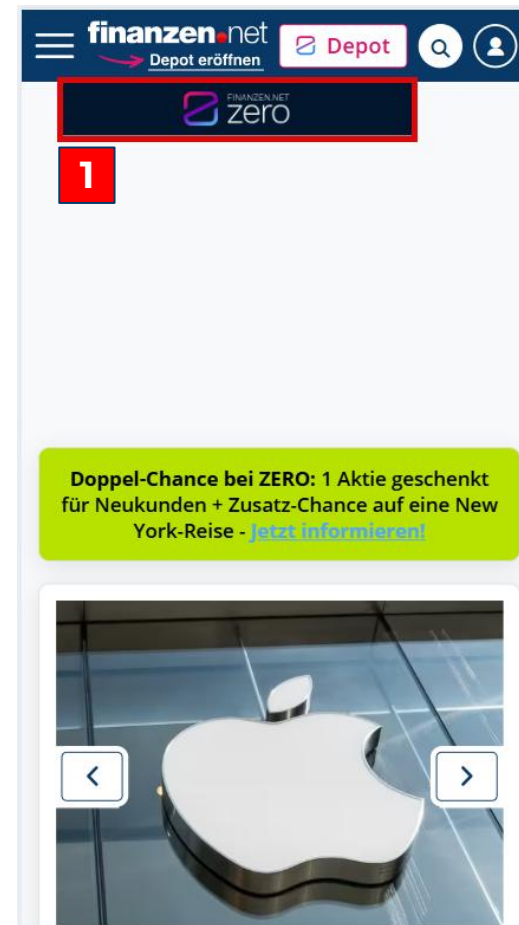 finanzen.net
Depot eröffnen
Depot
FINANZEN.NET
zero
1
Doppel-Chance bei ZERO: 1 Aktie geschenkt
für Neukunden + Zusatz-Chance auf eine New
York-Reise - Jetzt informieren!